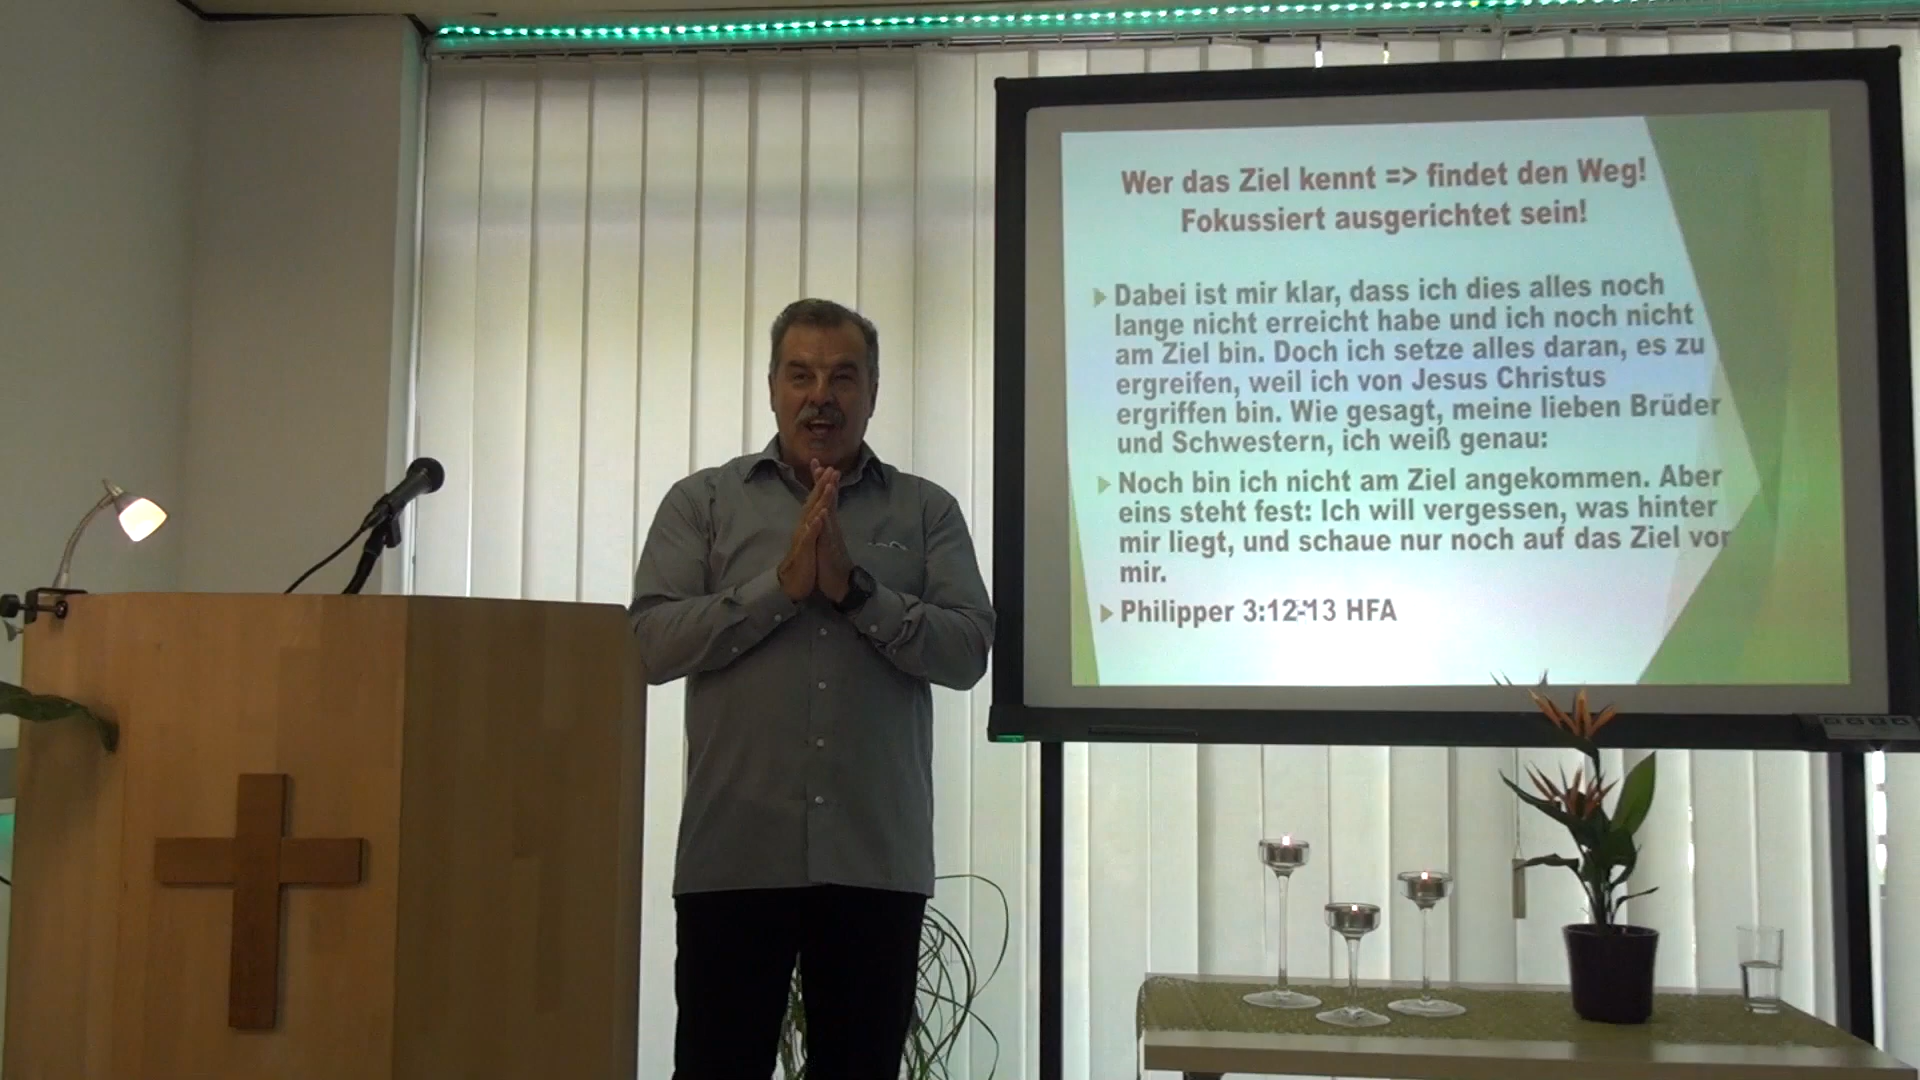 Wer das Ziel kennt => findet den Weg!
Fokussiert ausgerichtet sein!
Dabei ist mir klar, dass ich dies alles noch
lange nicht erreicht habe und ich noch nicht
am Ziel bin. Doch ich setze alles daran, es zu
ergreifen, weil ich von Jesus Christus
ergriffen bin. Wie gesagt, meine lieben Brüder
und Schwestern, ich weiß genau:
Noch bin ich nicht am Ziel angekommen. Aber
eins steht fest: Ich will vergessen, was hinter
mir liegt, und schaue nur noch auf das Ziel vor
mir.
Philipper 3:12-13 HFA